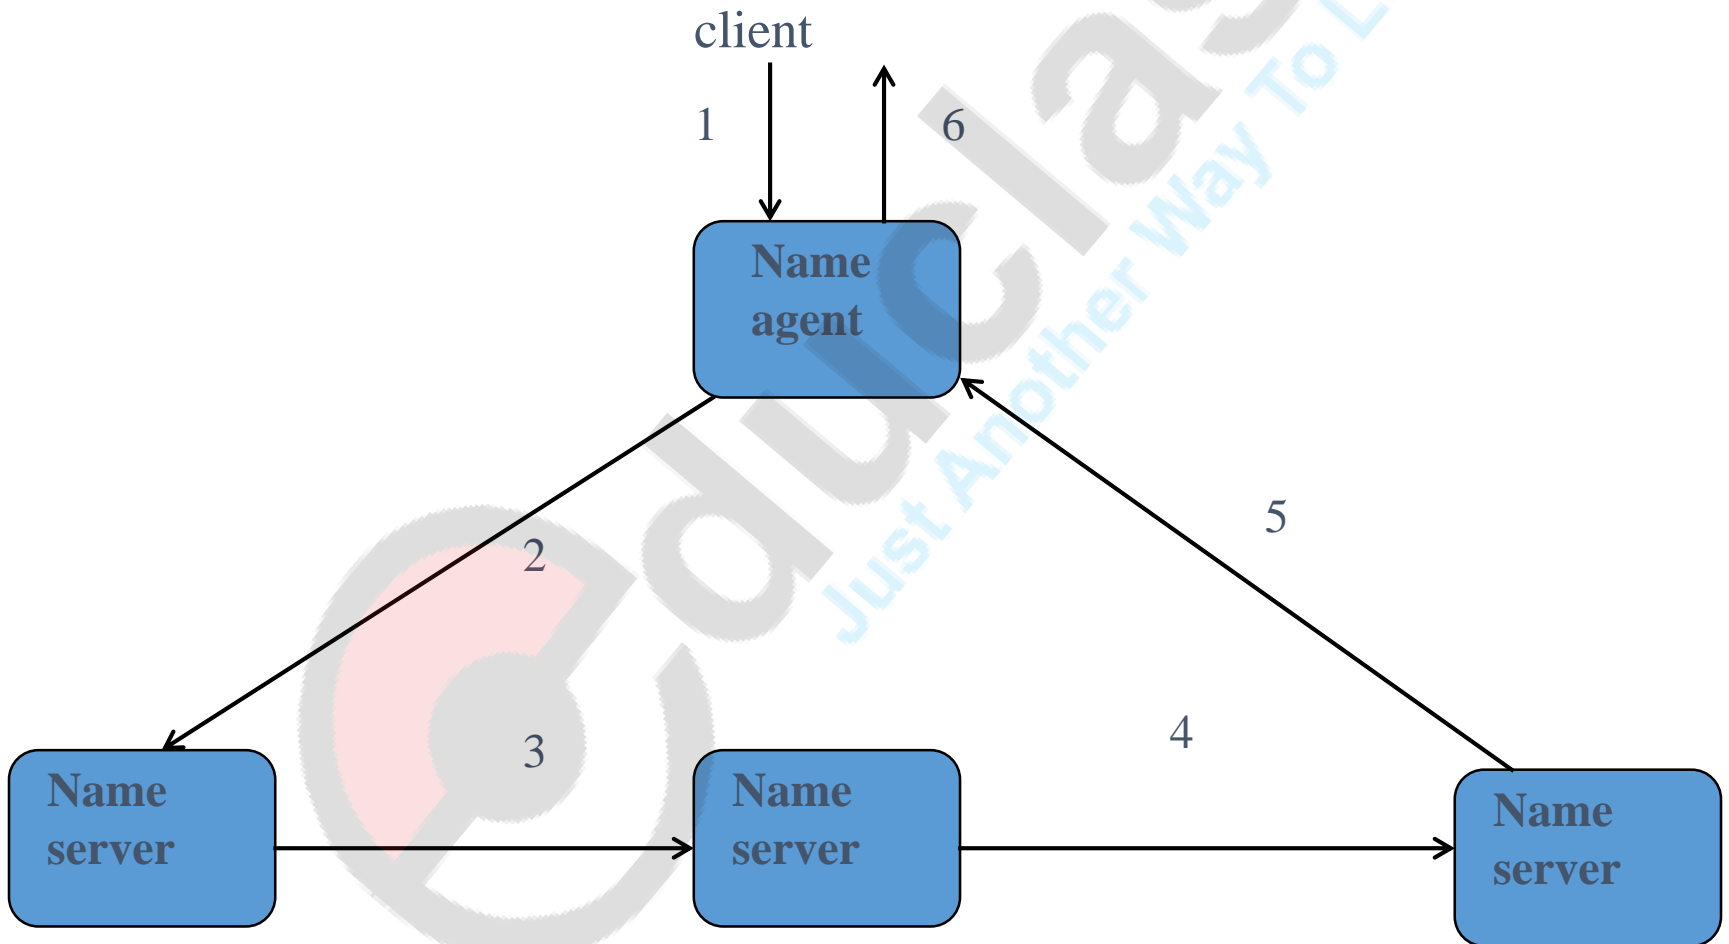 client
1
6
Name
agent
2
5
3
4
Name
server
Name
server
Name
server
educlas
Just Another Way To L